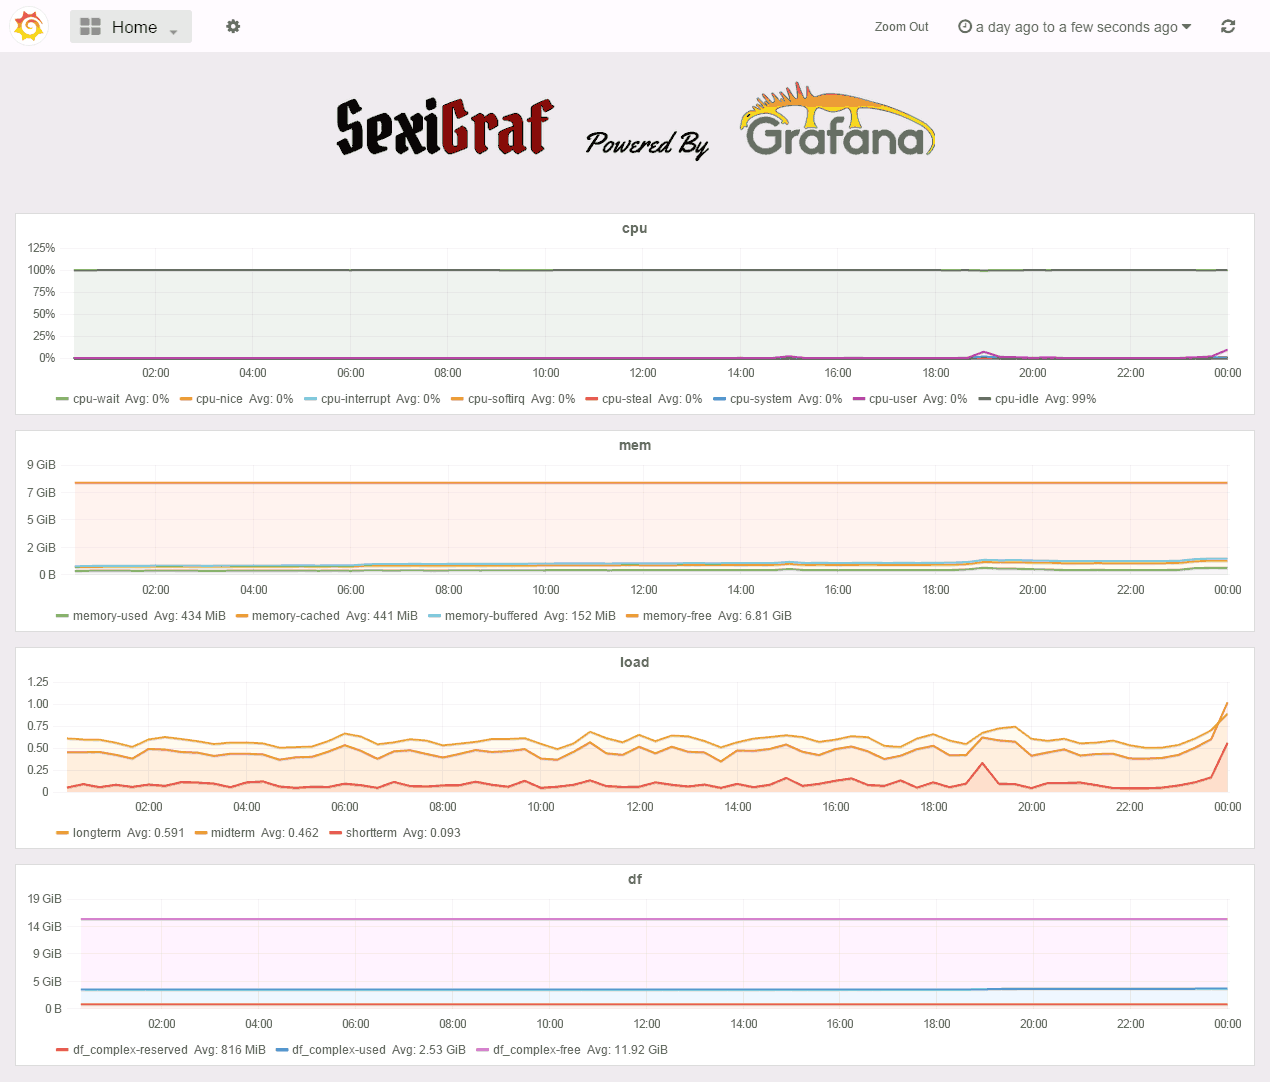 Home
Zoom Out
a day ago to a few seconds ago
SexiGraf
Powered By
Grafana
cpu
125%
100%
75%
50%
25%
0%
02:00 04:00 06:00 08:00 10:00 12:00 14:00 16:00 18:00 20:00 22:00 00:00
cpu-wait Avg: 0% cpu-nice Avg: 0% cpu-interrupt Avg: 0% cpu-softirq Avg: 0% cpu-steal Avg: 0% cpu-system Avg: 0% cpu-user Avg: 0% cpu-idle Avg: 99%
mem
9 GiB
7 GiB
5 GiB
2 GiB
0 B
02:00 04:00 06:00 08:00 10:00 12:00 14:00 16:00 18:00 20:00 22:00 00:00
memory-used Avg: 434 MiB memory-cached Avg: 441 MiB memory-buffered Avg: 152 MiB memory-free Avg: 6.81 GiB
load
1.25
1.00
0.75
0.50
0.25
0
02:00 04:00 06:00 08:00 10:00 12:00 14:00 16:00 18:00 20:00 22:00 00:00
longterm Avg: 0.591 midterm Avg: 0.462 shortterm Avg: 0.093
df
19 GiB
14 GiB
9 GiB
5 GiB
0 B
02:00 04:00 06:00 08:00 10:00 12:00 14:00 16:00 18:00 20:00 22:00 00:00
df_complex-reserved Avg: 816 MiB df_complex-used Avg: 2.53 GiB df_complex-free Avg: 11.92 GiB